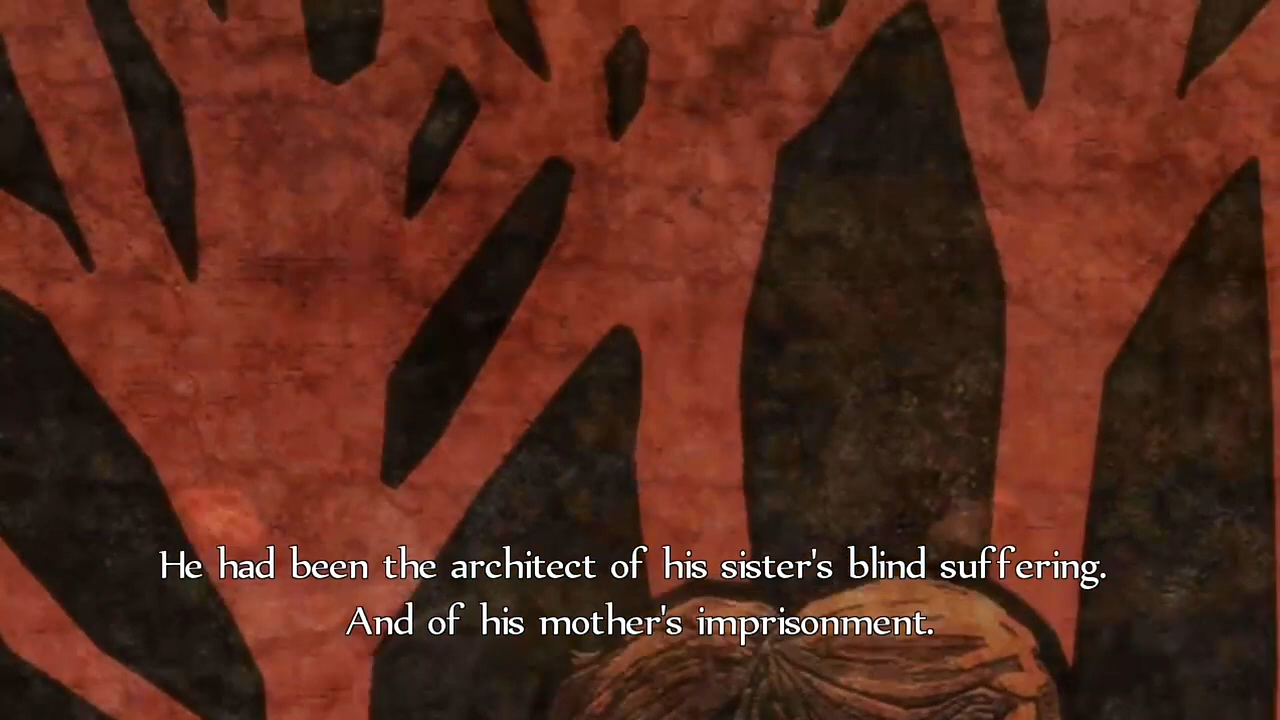 He had been the architect of his sister's blind suffering.
And of his mother's imprisonment.